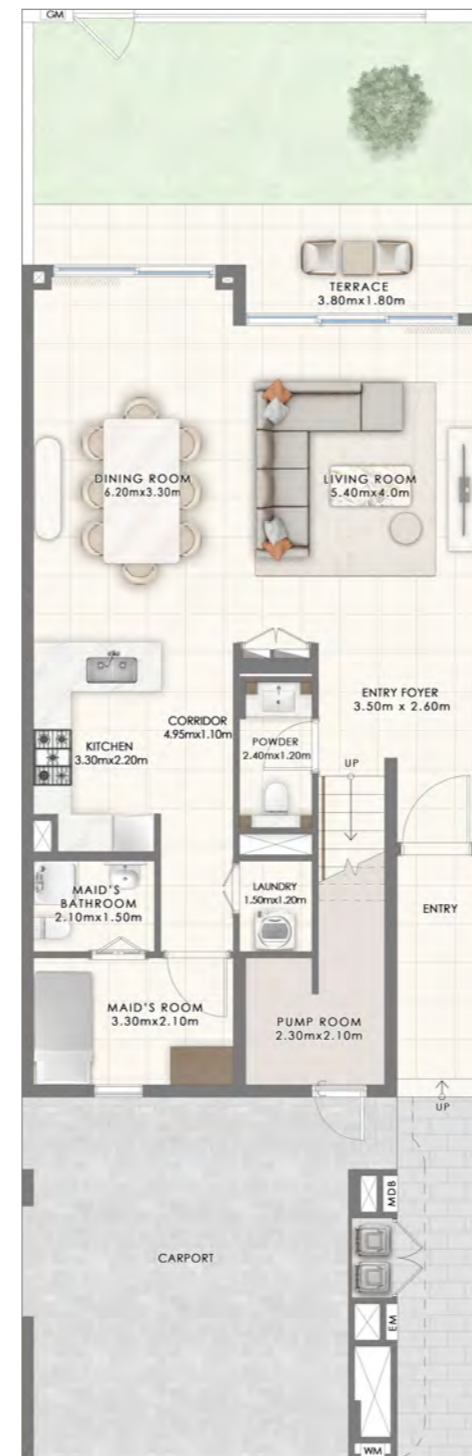 GM
TERRACE
3.80mx1.80m
DINING ROOM
6.20mx3.30m
LIVING ROOM
5.40mx4.0m
ENTRY FOYER
3.50m x 2.60m
CORRIDOR
4.95mx1.10m
KITCHEN
3.30mx2.20m
POWDER
2.40mx1.20m
UP
MAID'S
BATHROOM
2.10mx1.50m
LAUNDRY
1.50mx1.20m
ENTRY
MAID'S ROOM
3.30mx2.10m
PUMP ROOM
2.30mx2.10m
UP
MDB
CARPORT
EM
WM